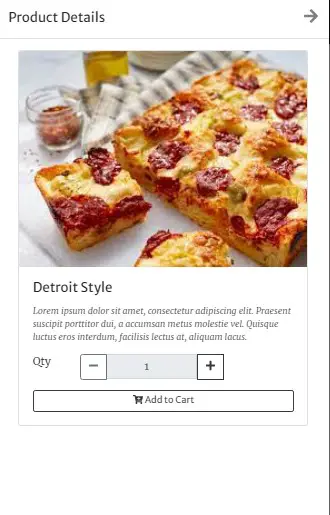 Product Details
Detroit Style
Lorem ipsum dolor sit amet, consectetur adipiscing elit. Praesent
suscipit porttitor dui, a accumsan metus molestie vel. Quisque
luctus eros interdum, facilisis lectus at, aliquam lacus.
Qty − 1 +
Add to Cart